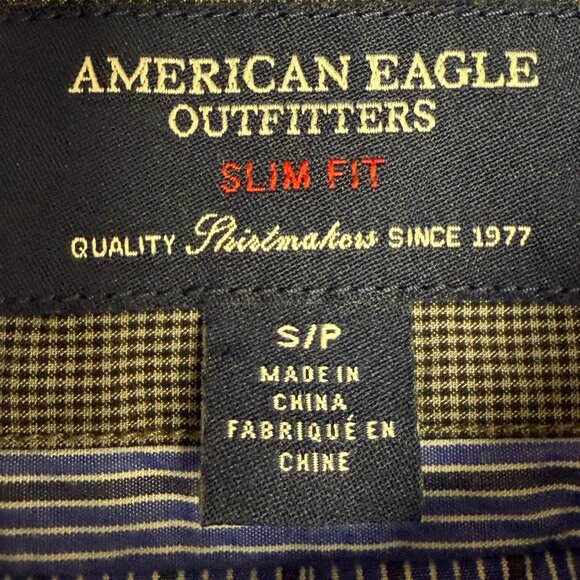 AMERICAN EAGLE
OUTFITTERS
SLIM FIT
QUALITY Shirtmakers SINCE 1977
S/P
MADE IN
CHINA
FABRIQUÉ EN
CHINE